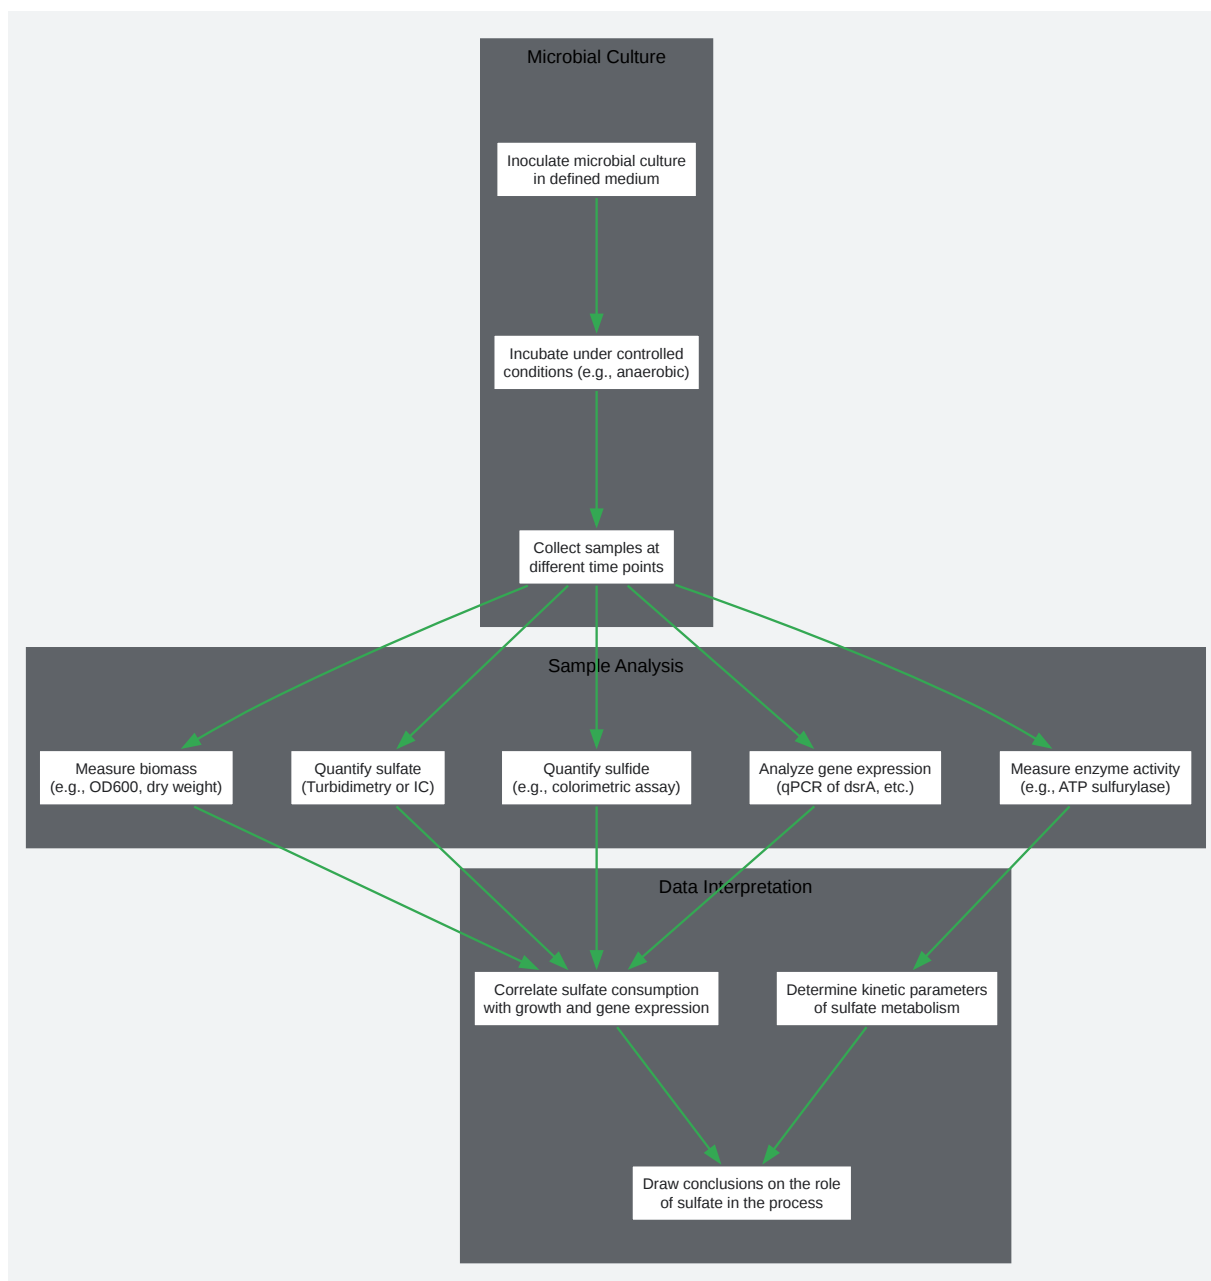 Microbial Culture
Inoculate microbial culture
in defined medium
Incubate under controlled
conditions (e.g., anaerobic)
Collect samples at
different time points
Sample Analysis
Measure biomass
(e.g., OD600, dry weight)
Quantify sulfate
(Turbidimetry or IC)
Quantify sulfide
(e.g., colorimetric assay)
Analyze gene expression
(qPCR of dsrA, etc.)
Measure enzyme activity
(e.g., ATP sulfurylase)
Data Interpretation
Correlate sulfate consumption
with growth and gene expression
Determine kinetic parameters
of sulfate metabolism
Draw conclusions on the role
of sulfate in the process